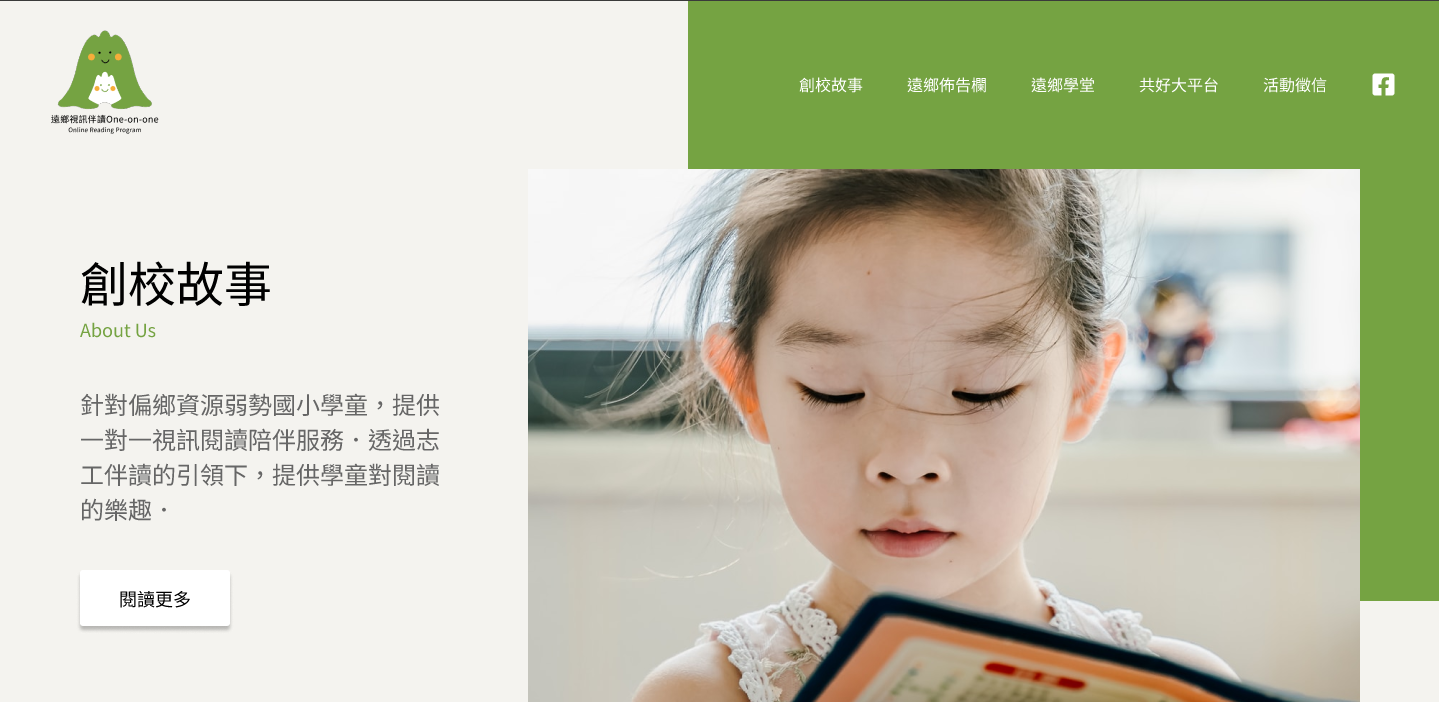 遠鄉視訊伴讀One-on-one
Online Reading Program
創校故事
遠鄉佈告欄
遠鄉學堂
共好大平台
活動徵信
創校故事
About Us
針對偏鄉資源弱勢國小學童，提供
一對一視訊閱讀陪伴服務．透過志
工伴讀的引領下，提供學童對閱讀
的樂趣．
閱讀更多